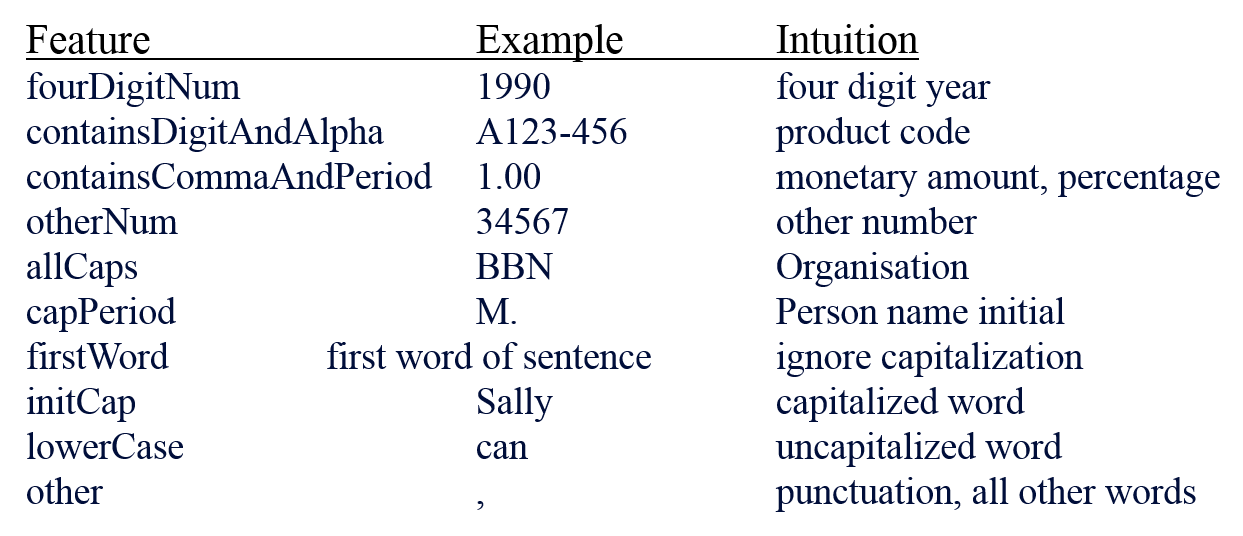 Feature Example Intuition
fourDigitNum 1990 four digit year
containsDigitAndAlpha A123-456 product code
containsCommaAndPeriod 1.00 monetary amount, percentage
otherNum 34567 other number
allCaps BBN Organisation
capPeriod M. Person name initial
firstWord first word of sentence ignore capitalization
initCap Sally capitalized word
lowerCase can uncapitalized word
other , punctuation, all other words